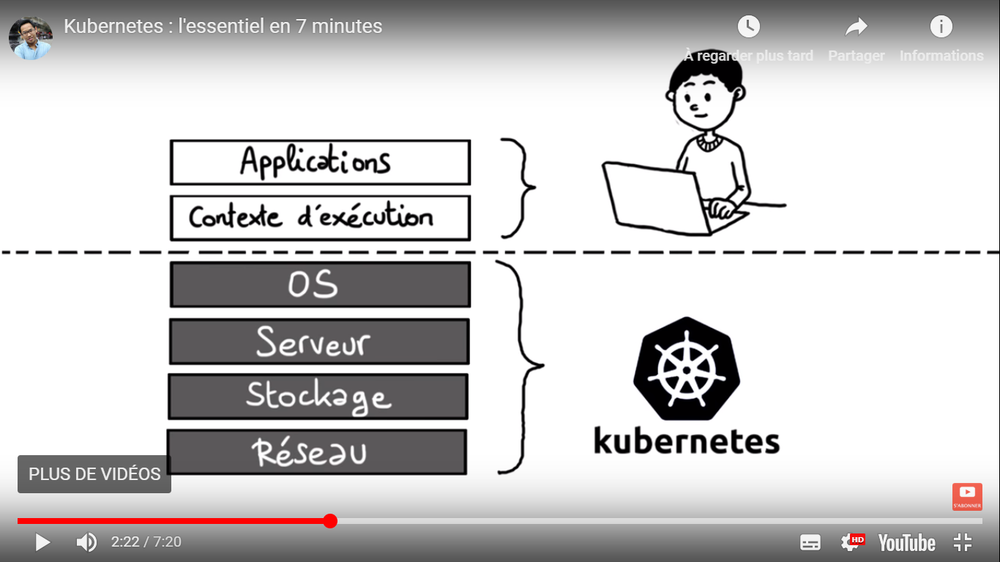 Kubernetes : l'essentiel en 7 minutes
À regarder plus tard
Partager
Informations
Applications
Contexte d'exécution
OS
Serveur
Stockage
Réseau
kubernetes
PLUS DE VIDÉOS
S'ABONNER
2:22 / 7:20
HD
YouTube